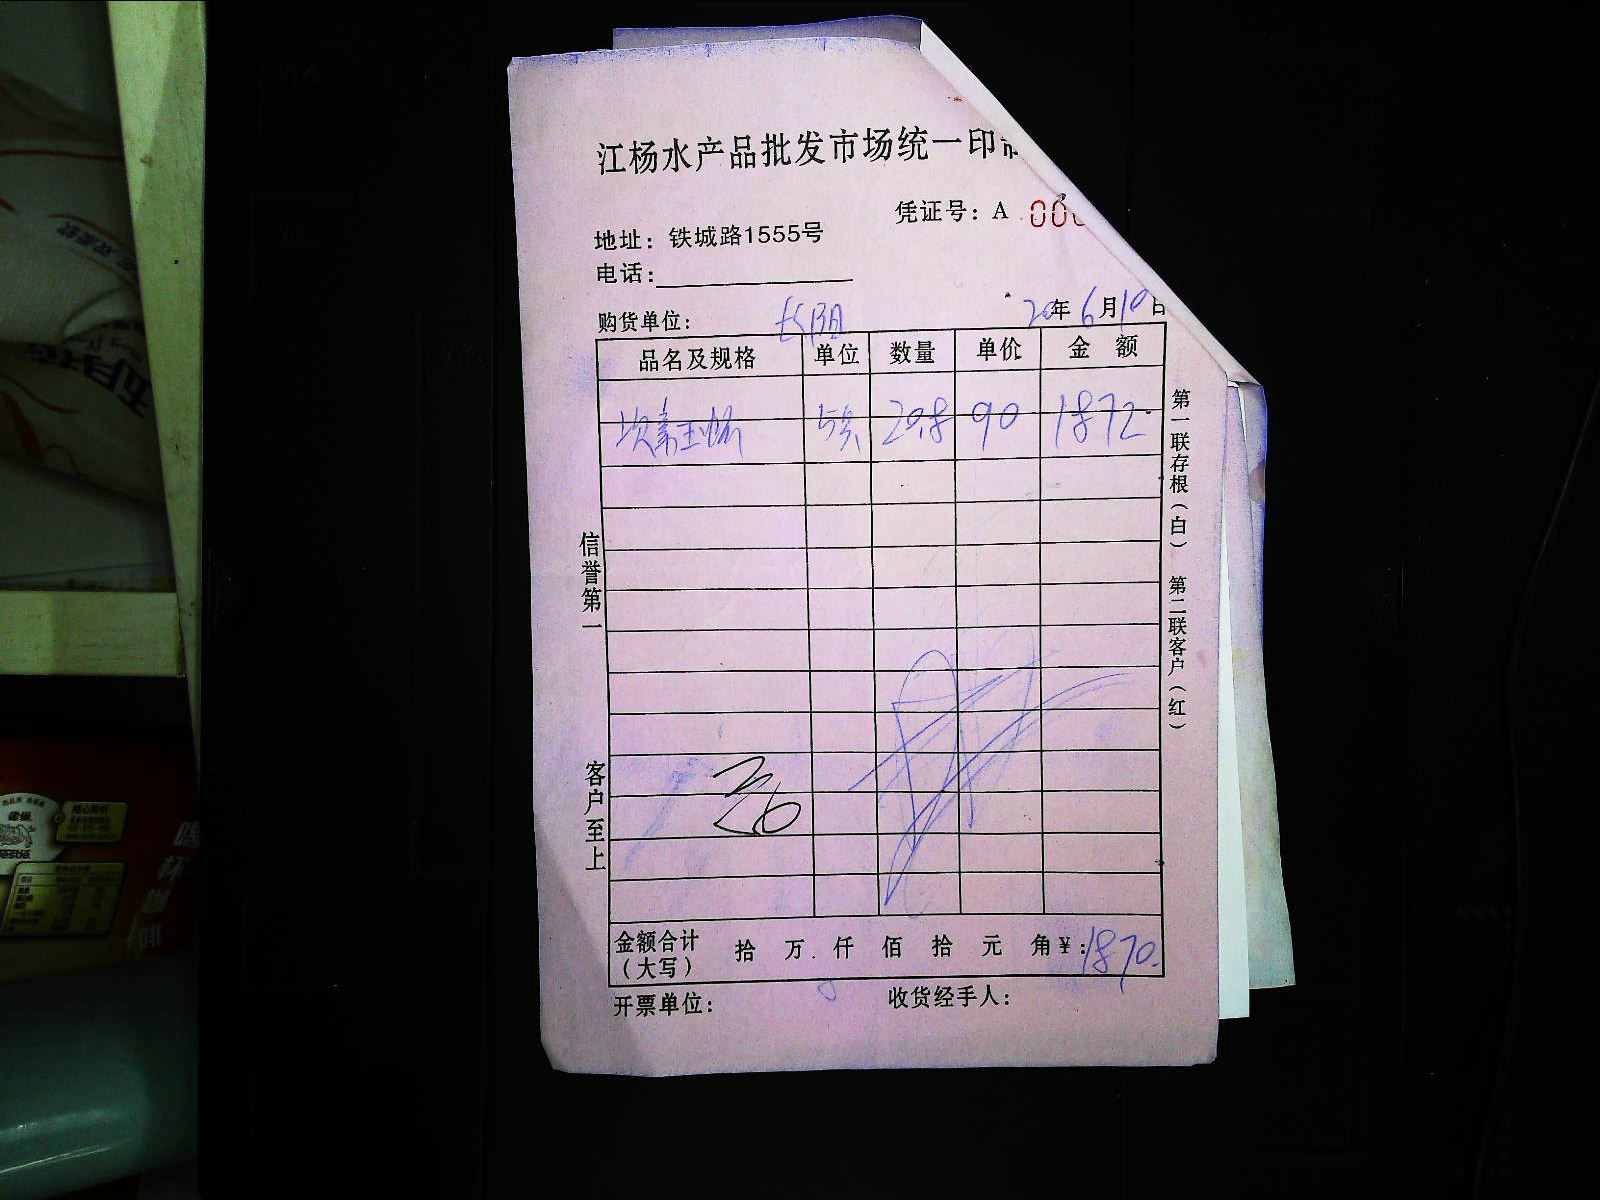 江杨水产品批发市场统一印
凭证号：A 000
地址：铁城路1555号
电话：
购货单位： 20年6月10日
品名及规格 单位 数量 单价 金额
20.8 90 1872
信誉第一
客户至上
第一联存根（白） 第二联客户（红）
金额合计（大写） 拾 万 仟 佰 拾 元 角 ￥：1870.
开票单位： 收货经手人：